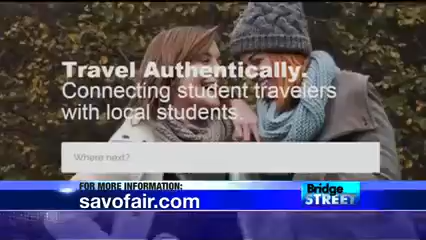 Travel Authentically.
Connecting student travelers
with local students.
Where next?
FOR MORE INFORMATION:
savofair.com
Bridge
STREET